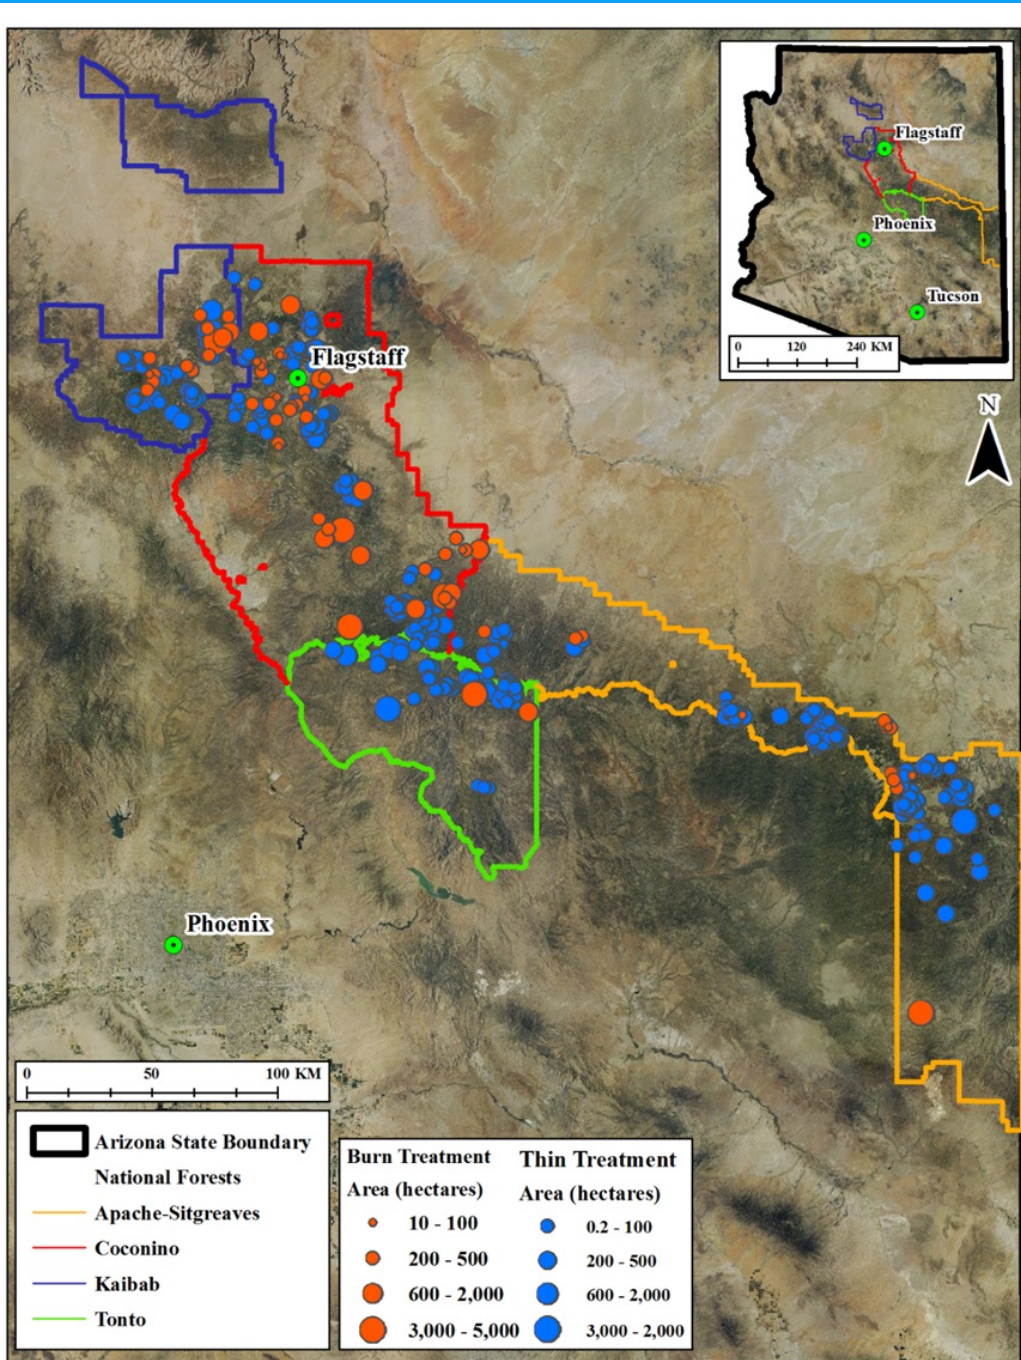 Flagstaff
Phoenix
Tucson
0 120 240 KM
N
Flagstaff
Phoenix
0 50 100 KM
Arizona State Boundary
National Forests
Apache-Sitgreaves
Coconino
Kaibab
Tonto
Burn Treatment
Area (hectares)
10 - 100
200 - 500
600 - 2,000
3,000 - 5,000
Thin Treatment
Area (hectares)
0.2 - 100
200 - 500
600 - 2,000
3,000 - 2,000